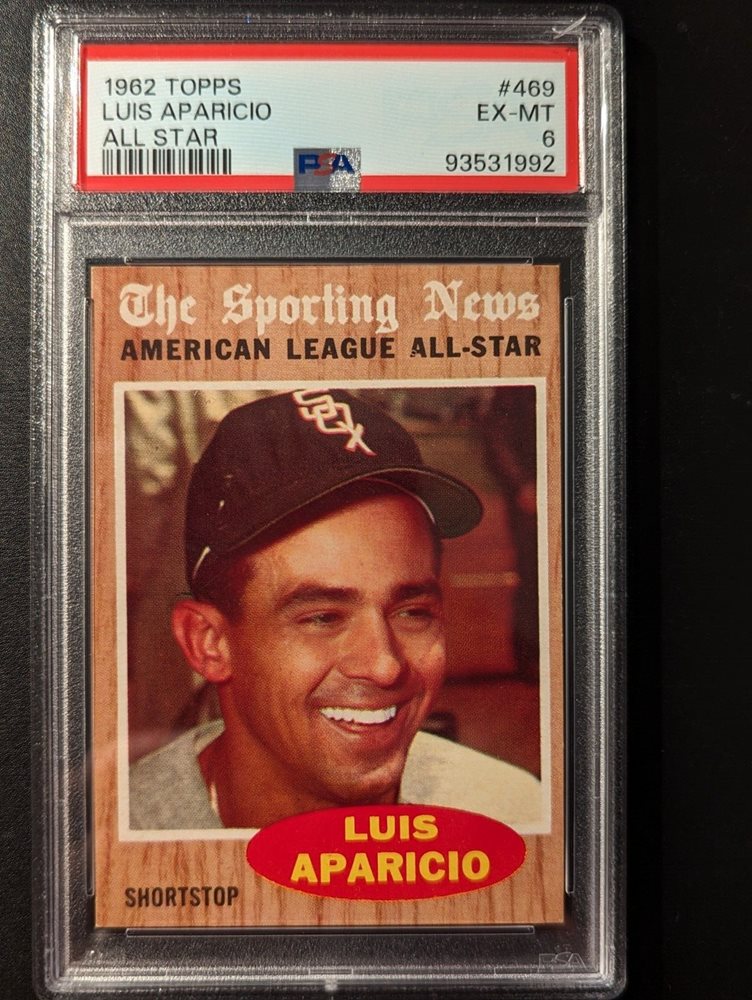 1962 TOPPS #469
LUIS APARICIO EX-MT
ALL STAR 6
PSA 93531992
The Sporting News
AMERICAN LEAGUE ALL-STAR
SOX
LUIS
APARICIO
SHORTSTOP
PSA